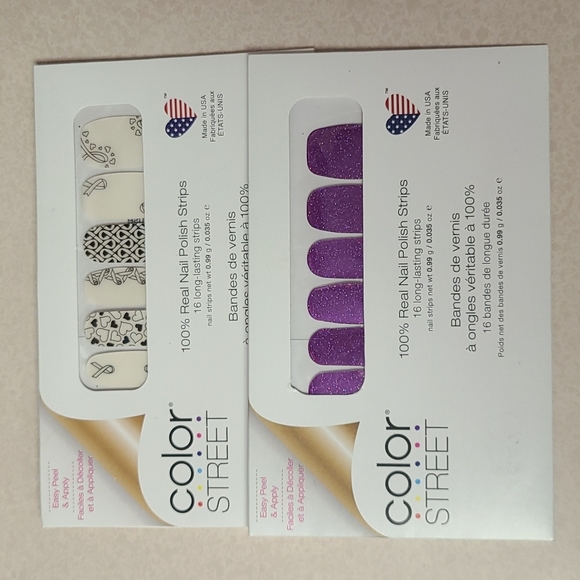 Easy Peel
& Apply
Faciles à Décoller
et à Appliquer
color®
STREET
100% Real Nail Polish Strips
16 long-lasting strips
nail strips net wt 0.99 g / 0.035 oz ℮
Bandes de vernis
à ongles véritable à 100%
™
Made in USA
Fabriquées aux
ÉTATS-UNIS
Easy Peel
& Apply
Faciles à Décoller
et à Appliquer
color®
STREET
100% Real Nail Polish Strips
16 long-lasting strips
nail strips net wt 0.99 g / 0.035 oz ℮
Bandes de vernis
à ongles véritable à 100%
16 bandes de longue durée
Poids net des bandes de vernis 0.99 g / 0.035 oz ℮
™
Made in USA
Fabriquées aux
ÉTATS-UNIS